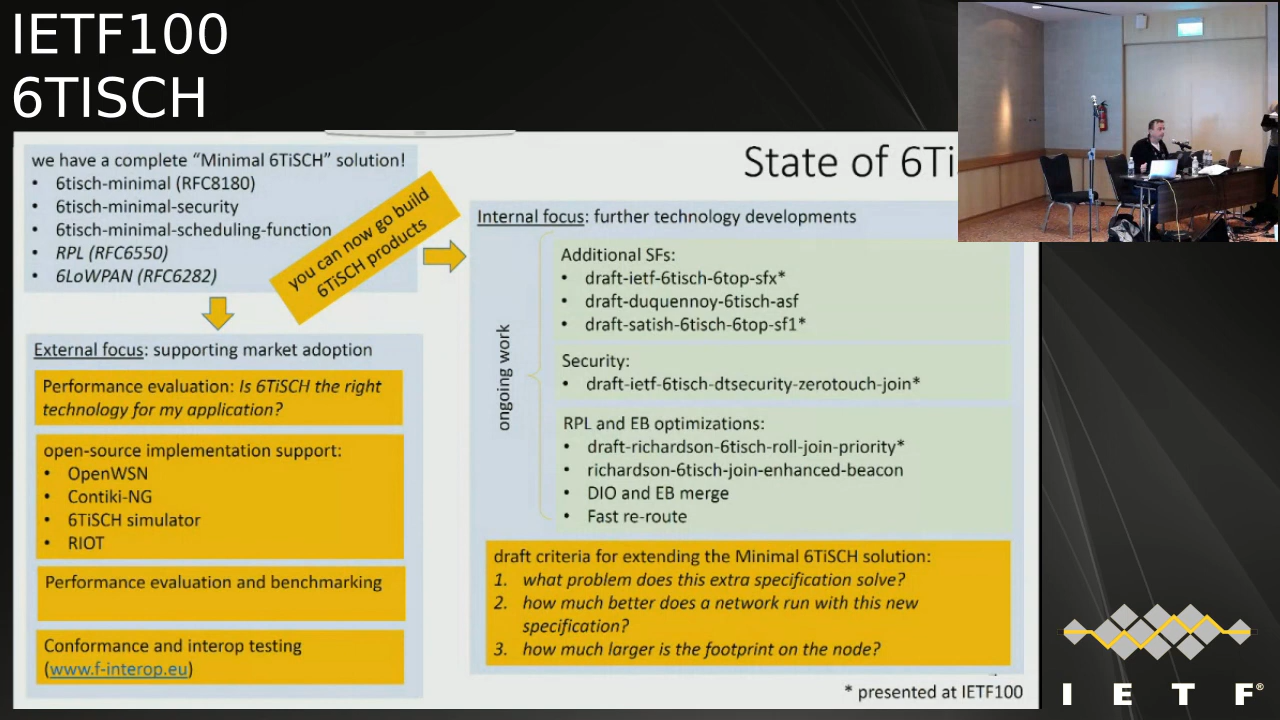 IETF100
6TISCH
State of 6Ti
we have a complete “Minimal 6TiSCH” solution!
• 6tisch-minimal (RFC8180)
• 6tisch-minimal-security
• 6tisch-minimal-scheduling-function
• RPL (RFC6550)
• 6LoWPAN (RFC6282)
you can now go build
6TiSCH products
External focus: supporting market adoption
Performance evaluation: Is 6TiSCH the right
technology for my application?
open-source implementation support:
• OpenWSN
• Contiki-NG
• 6TiSCH simulator
• RIOT
Performance evaluation and benchmarking
Conformance and interop testing
(www.f-interop.eu)
Internal focus: further technology developments
ongoing work
Additional SFs:
• draft-ietf-6tisch-6top-sfx*
• draft-duquennoy-6tisch-asf
• draft-satish-6tisch-6top-sf1*
Security:
• draft-ietf-6tisch-dtsecurity-zerotouch-join*
RPL and EB optimizations:
• draft-richardson-6tisch-roll-join-priority*
• richardson-6tisch-join-enhanced-beacon
• DIO and EB merge
• Fast re-route
draft criteria for extending the Minimal 6TiSCH solution:
1. what problem does this extra specification solve?
2. how much better does a network run with this new
specification?
3. how much larger is the footprint on the node?
* presented at IETF100
I E T F®